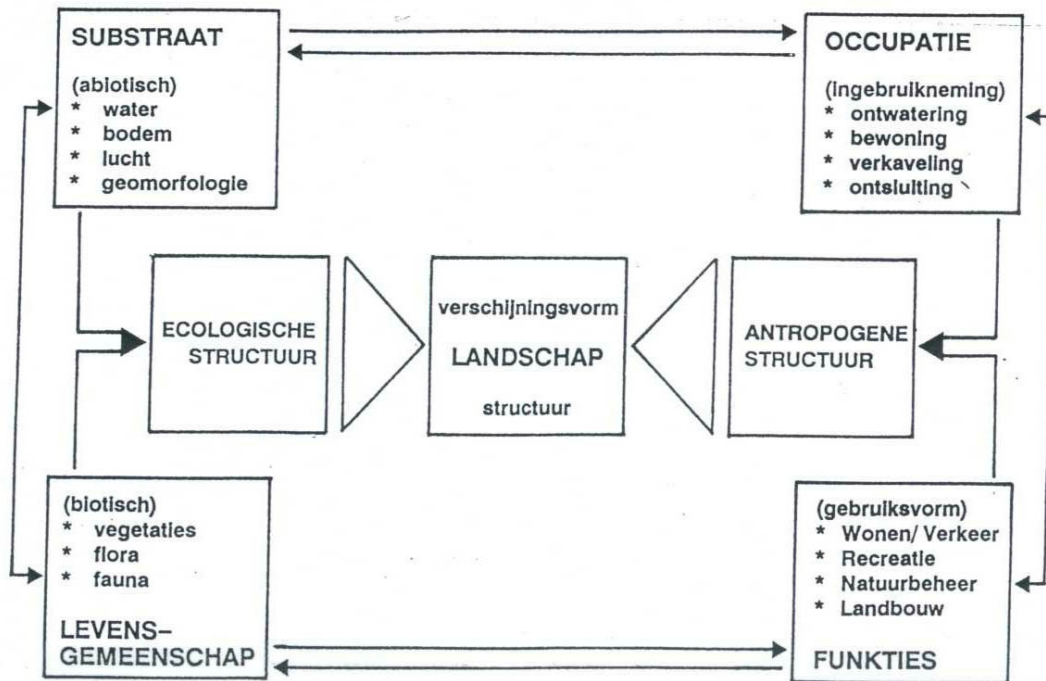 SUBSTRAAT
(abiotisch)
* water
* bodem
* lucht
* geomorfologie
OCCUPATIE
(ingebruikneming)
* ontwatering
* bewoning
* verkaveling
* ontsluiting
ECOLOGISCHE
STRUCTUUR
verschijningsvorm
LANDSCHAP
structuur
ANTROPOGENE
STRUCTUUR
(biotisch)
* vegetaties
* flora
* fauna
LEVENS-
GEMEENSCHAP
(gebruiksvorm)
* Wonen/ Verkeer
* Recreatie
* Natuurbeheer
* Landbouw
FUNKTIES